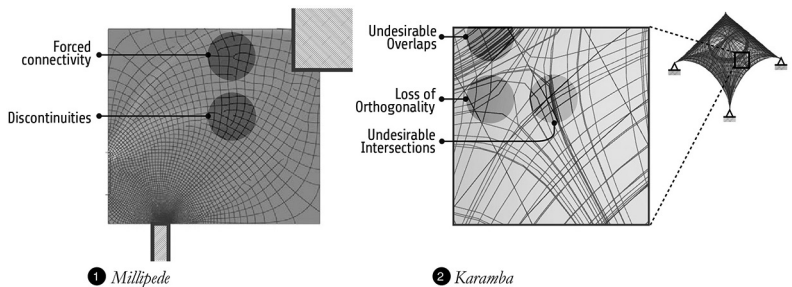 Forced
connectivity
Discontinuities
1 Millipede
Undesirable
Overlaps
Loss of
Orthogonality
Undesirable
Intersections
2 Karamba